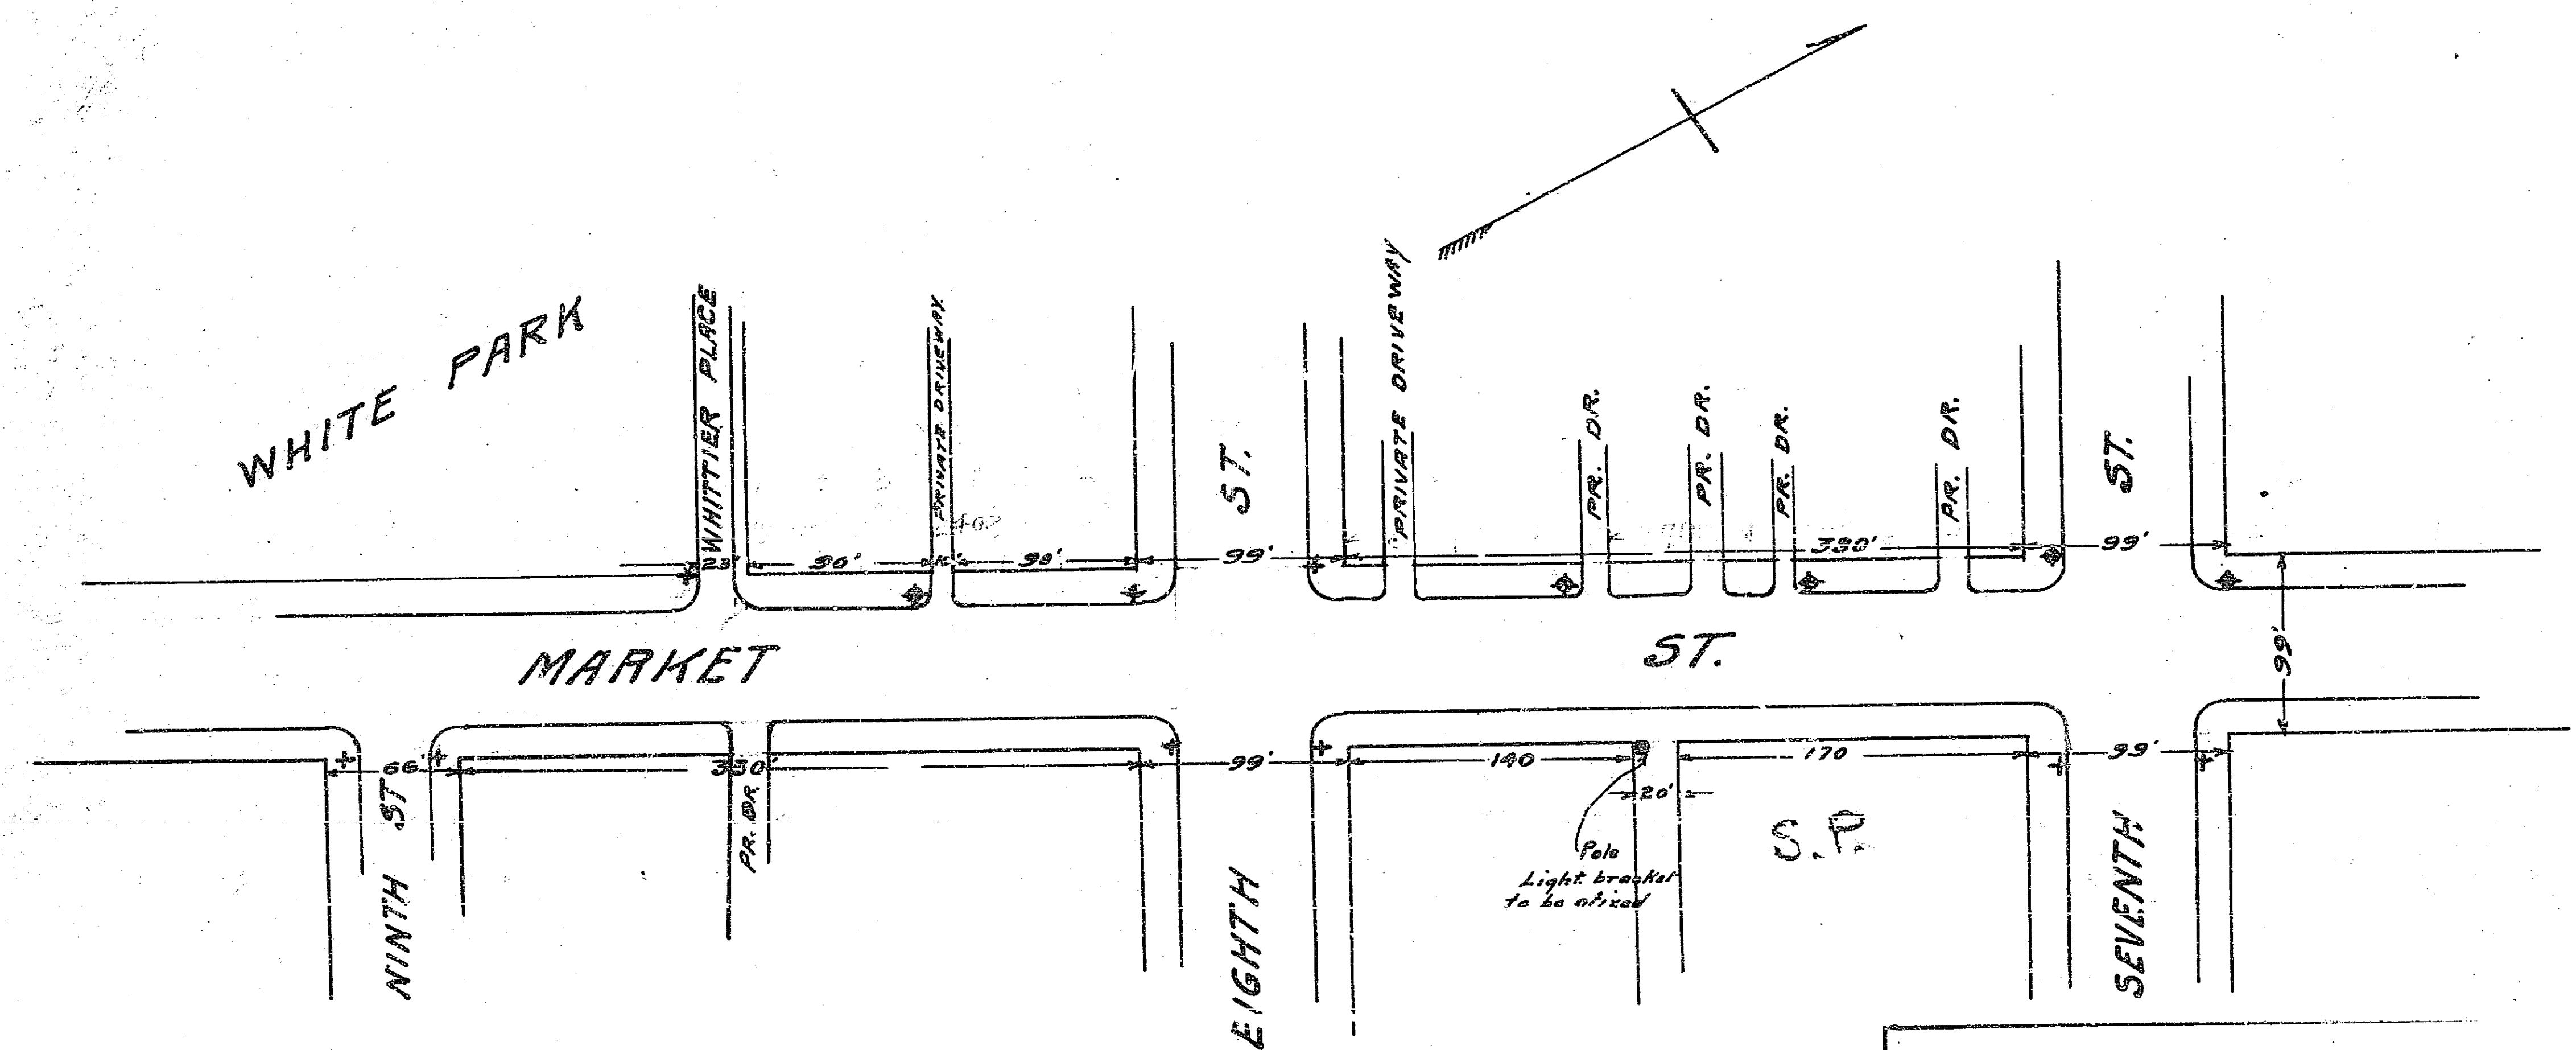 WHITE PARK
WHITTIER PLACE
PRIVATE DRIVEWAY
ST.
PRIVATE DRIVEWAY
PR. DR.
PR. DR.
PR. DR.
PR. DR.
ST.
23'
90'
90'
99'
330'
99'
MARKET ST.
99'
66'
330'
99'
140
170
99'
20'
NINTH ST
PR. DR.
EIGHTH
Pole
Light bracket
to be
S.P.
SEVENTH